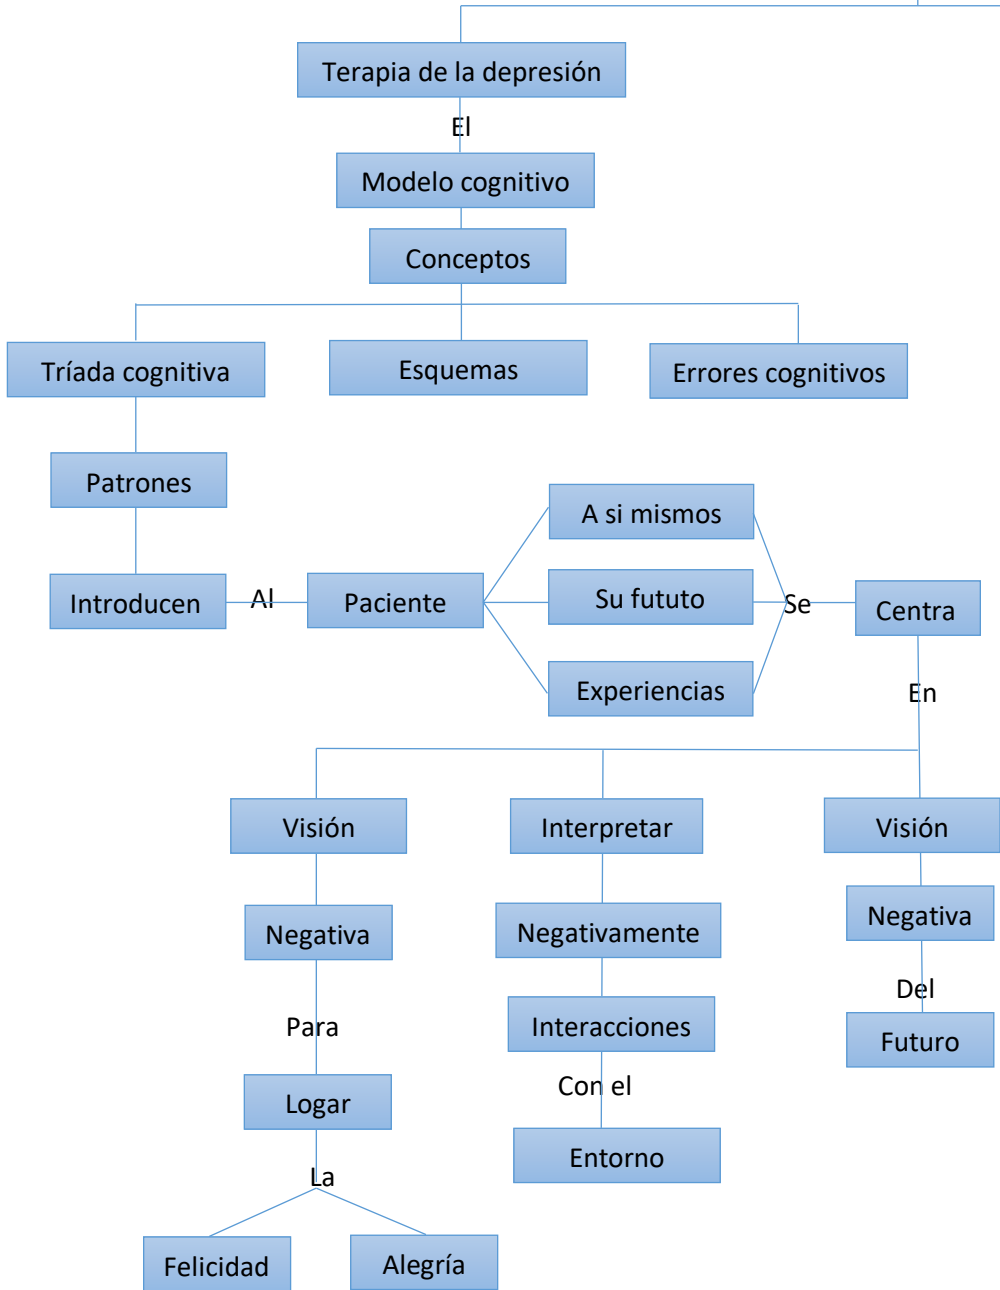 Terapia de la depresión
El
Modelo cognitivo
Conceptos
Tríada cognitiva
Esquemas
Errores cognitivos
Patrones
Introducen
Al
Paciente
A si mismos
Su fututo
Experiencias
Se
Centra
En
Visión
Interpretar
Visión
Negativa
Negativamente
Negativa
Para
Interacciones
Del
Logar
Con el
Futuro
La
Entorno
Felicidad
Alegría